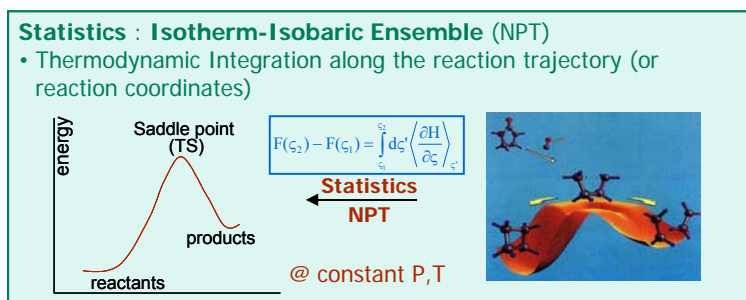 Statistics : Isotherm-Isobaric Ensemble (NPT)
• Thermodynamic Integration along the reaction trajectory (or
reaction coordinates)
energy
Saddle point
(TS)
reactants
products
F(ς₂) − F(ς₁) = ∫_{ς₁}^{ς₂} dς' ⟨∂H/∂ς⟩_{ς'}
Statistics
NPT
@ constant P,T